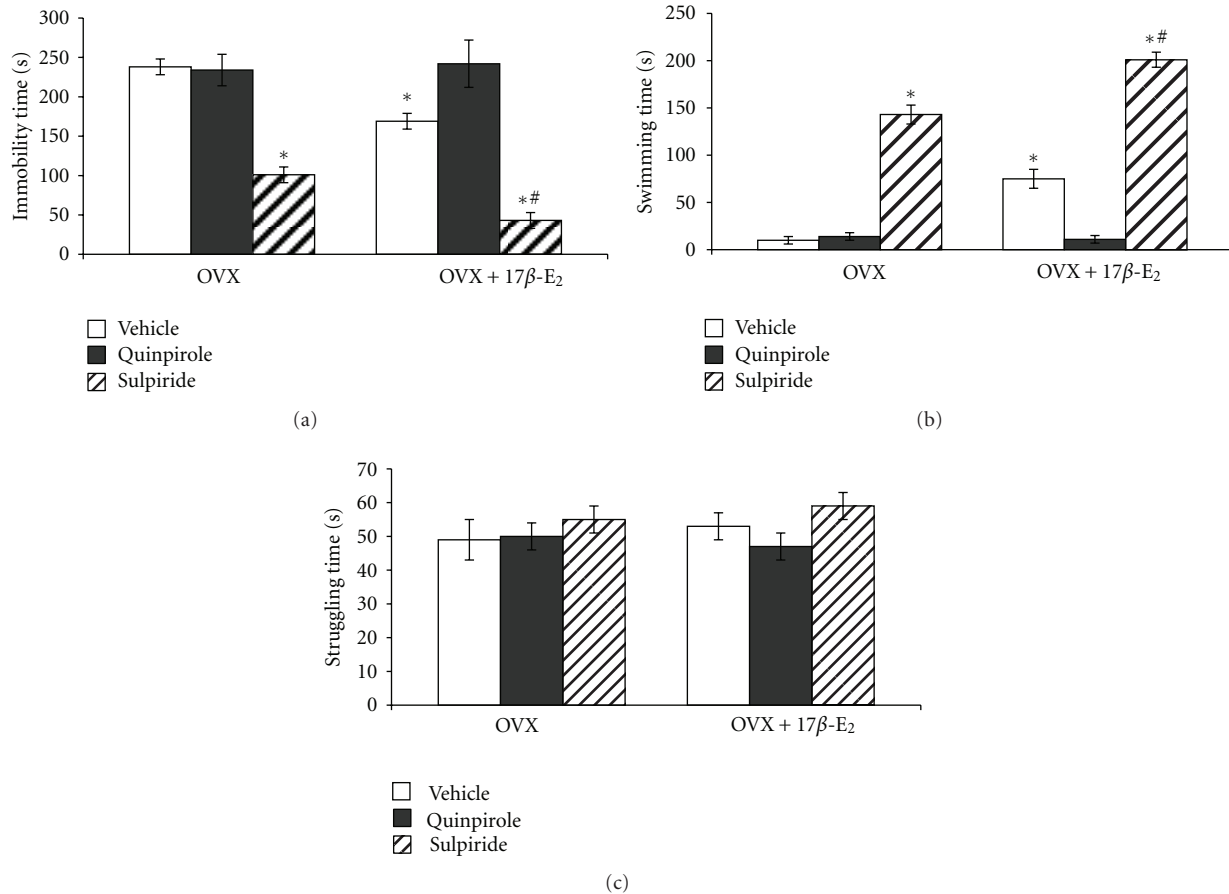 Immobility time (s)
300
250
200
150
100
50
0
*
*
*#
OVX
OVX + 17β-E₂
Vehicle
Quinpirole
Sulpiride
(a)
Swimming time (s)
250
200
150
100
50
0
*
*
*#
OVX
OVX + 17β-E₂
Vehicle
Quinpirole
Sulpiride
(b)
Struggling time (s)
70
60
50
40
30
20
10
0
OVX
OVX + 17β-E₂
Vehicle
Quinpirole
Sulpiride
(c)